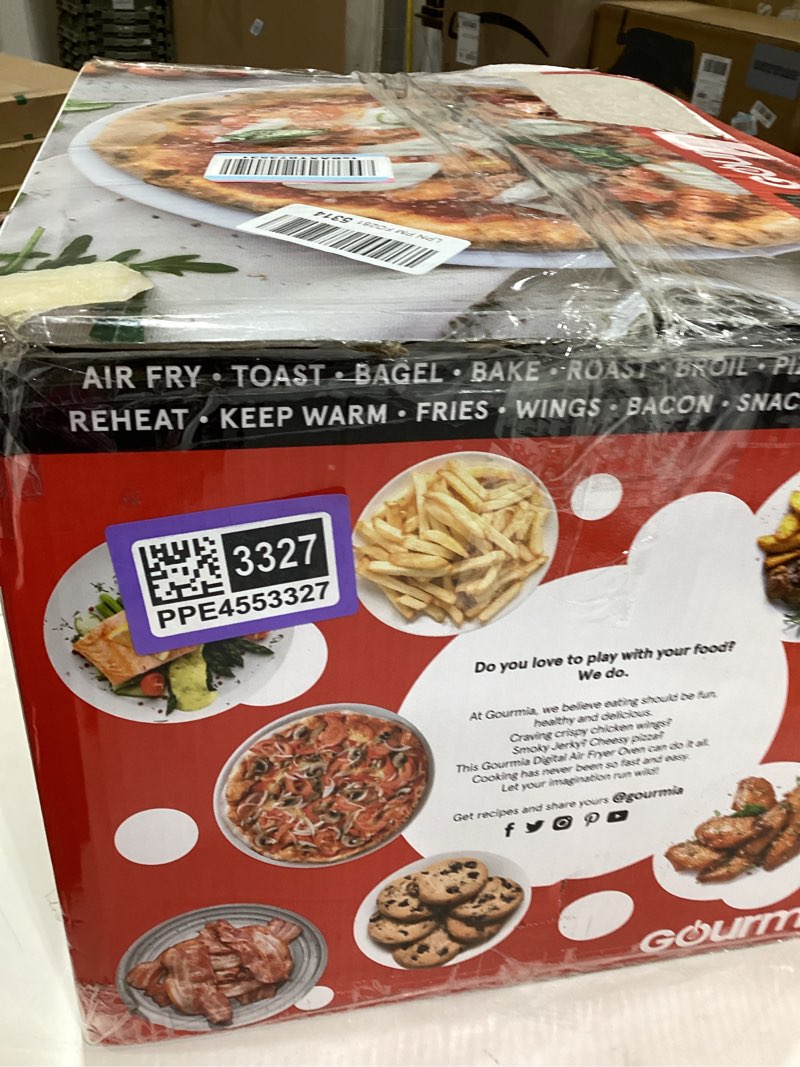 5314
AIR FRY • TOAST • BAGEL • BAKE • ROAST • BROIL •
REHEAT • KEEP WARM • FRIES • WINGS • BACON •
3327
PPE4553327
Do you love to play with your food?
We do.
At Gourmia, we believe eating should be fun,
healthy and delicious.
Craving crispy chicken wings?
Smoky Jerky? Cheesy pizza?
This Gourmia Digital Air Fryer Oven can do it all.
Cooking has never been so fast and easy.
Let your imagination run wild!
Get recipes and share yours @gourmia